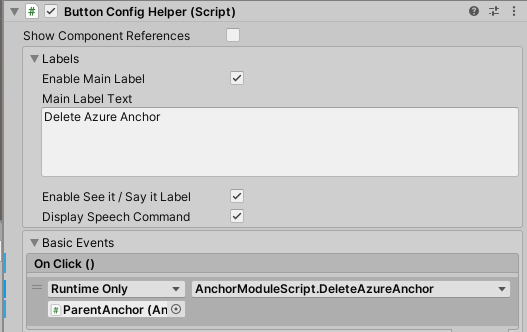 Button Config Helper (Script)
Show Component References
Labels
Enable Main Label
Main Label Text
Delete Azure Anchor
Enable See it / Say it Label
Display Speech Command
Basic Events
On Click ()
Runtime Only AnchorModuleScript.DeleteAzureAnchor
ParentAnchor (An